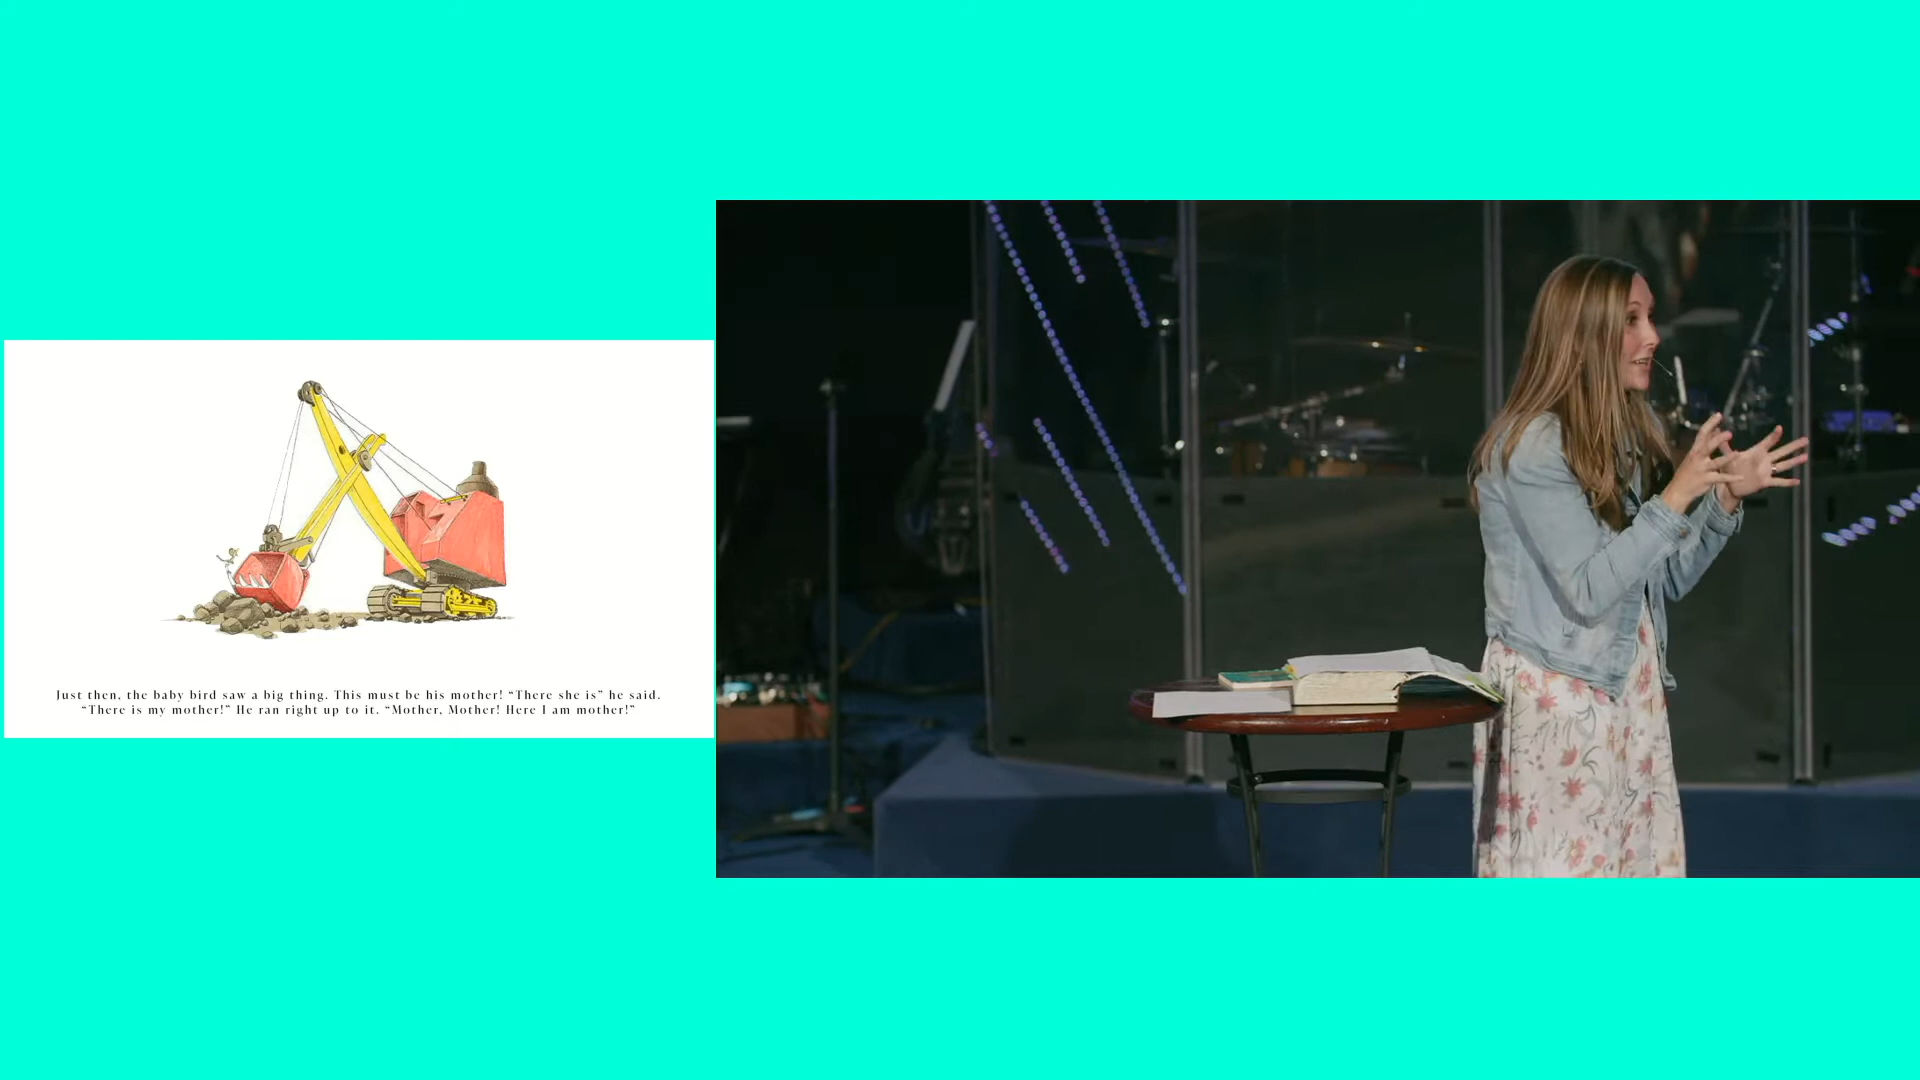 Just then, the baby bird saw a big thing. This must be his mother! “There she is” he said.
“There is my mother!” He ran right up to it. “Mother, Mother! Here I am mother!”